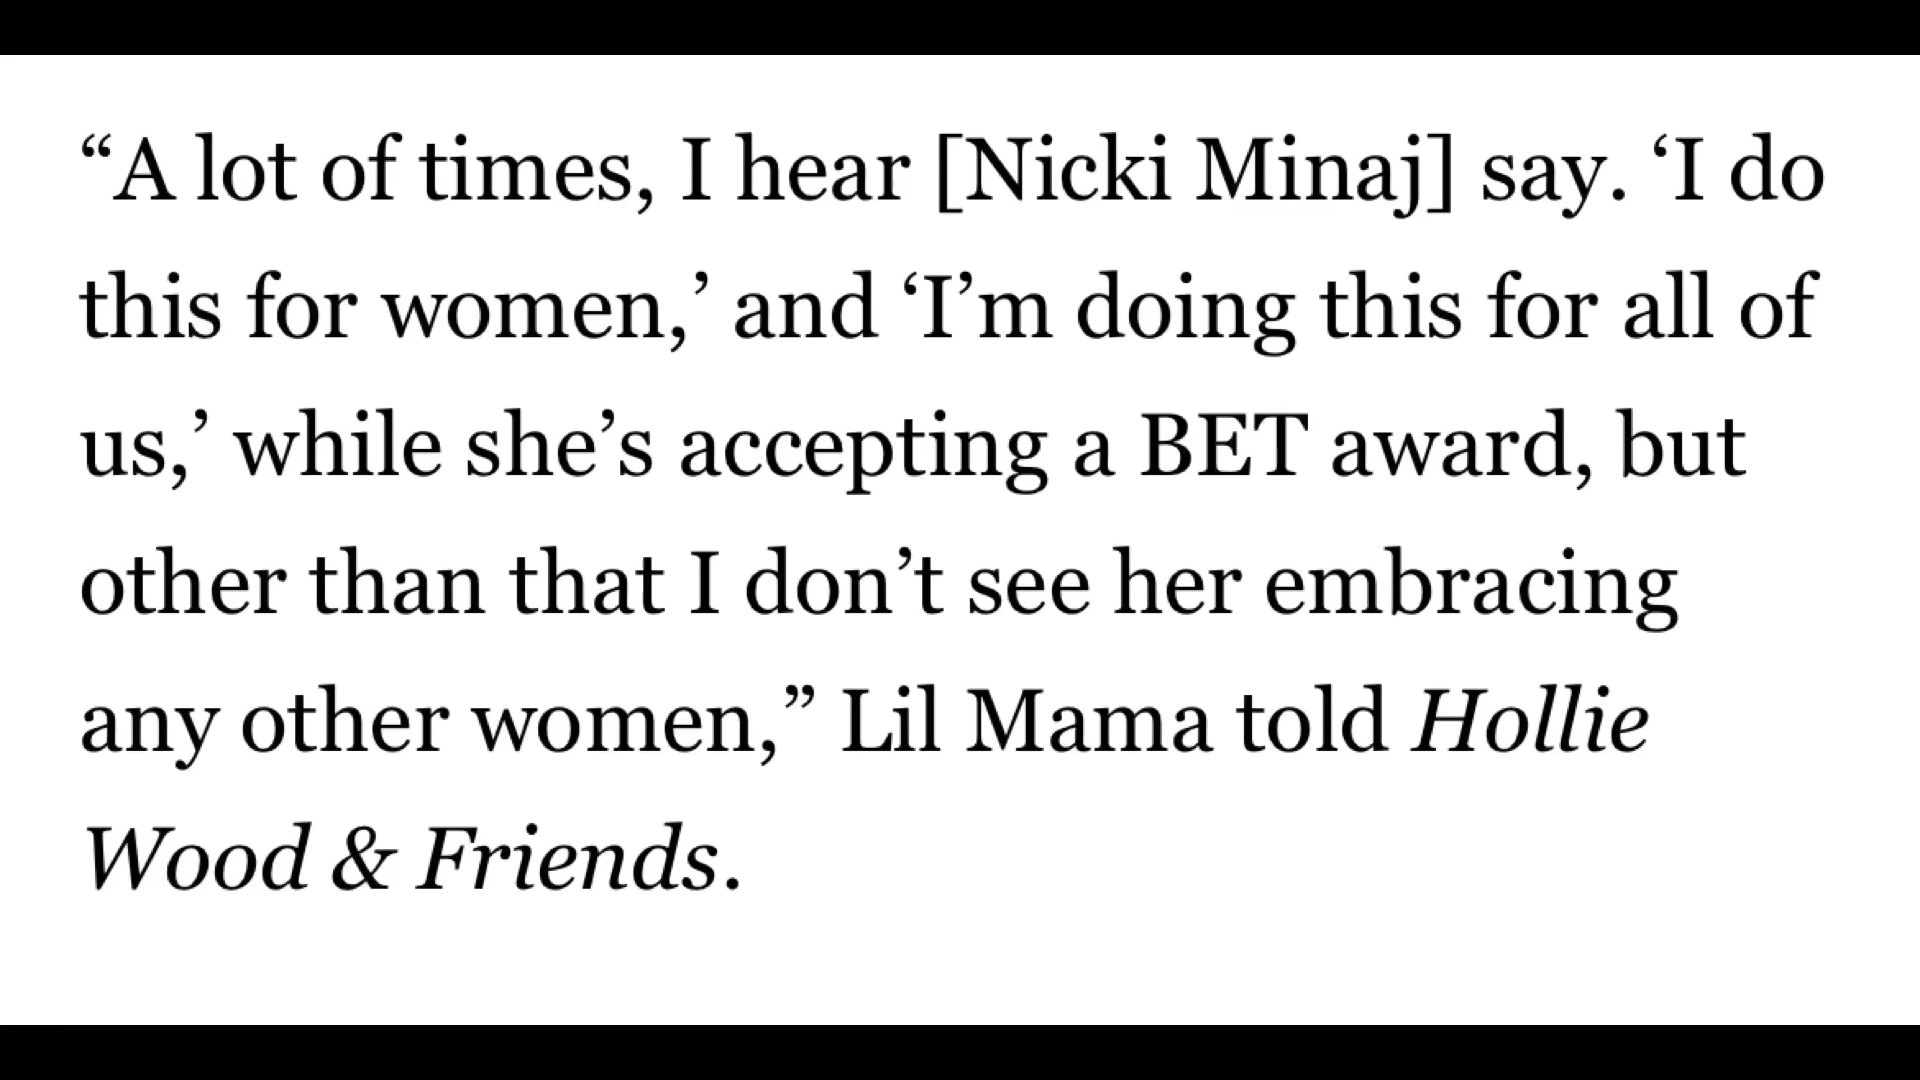 “A lot of times, I hear [Nicki Minaj] say. ‘I do
this for women,’ and ‘I’m doing this for all of
us,’ while she’s accepting a BET award, but
other than that I don’t see her embracing
any other women,” Lil Mama told Hollie
Wood & Friends.